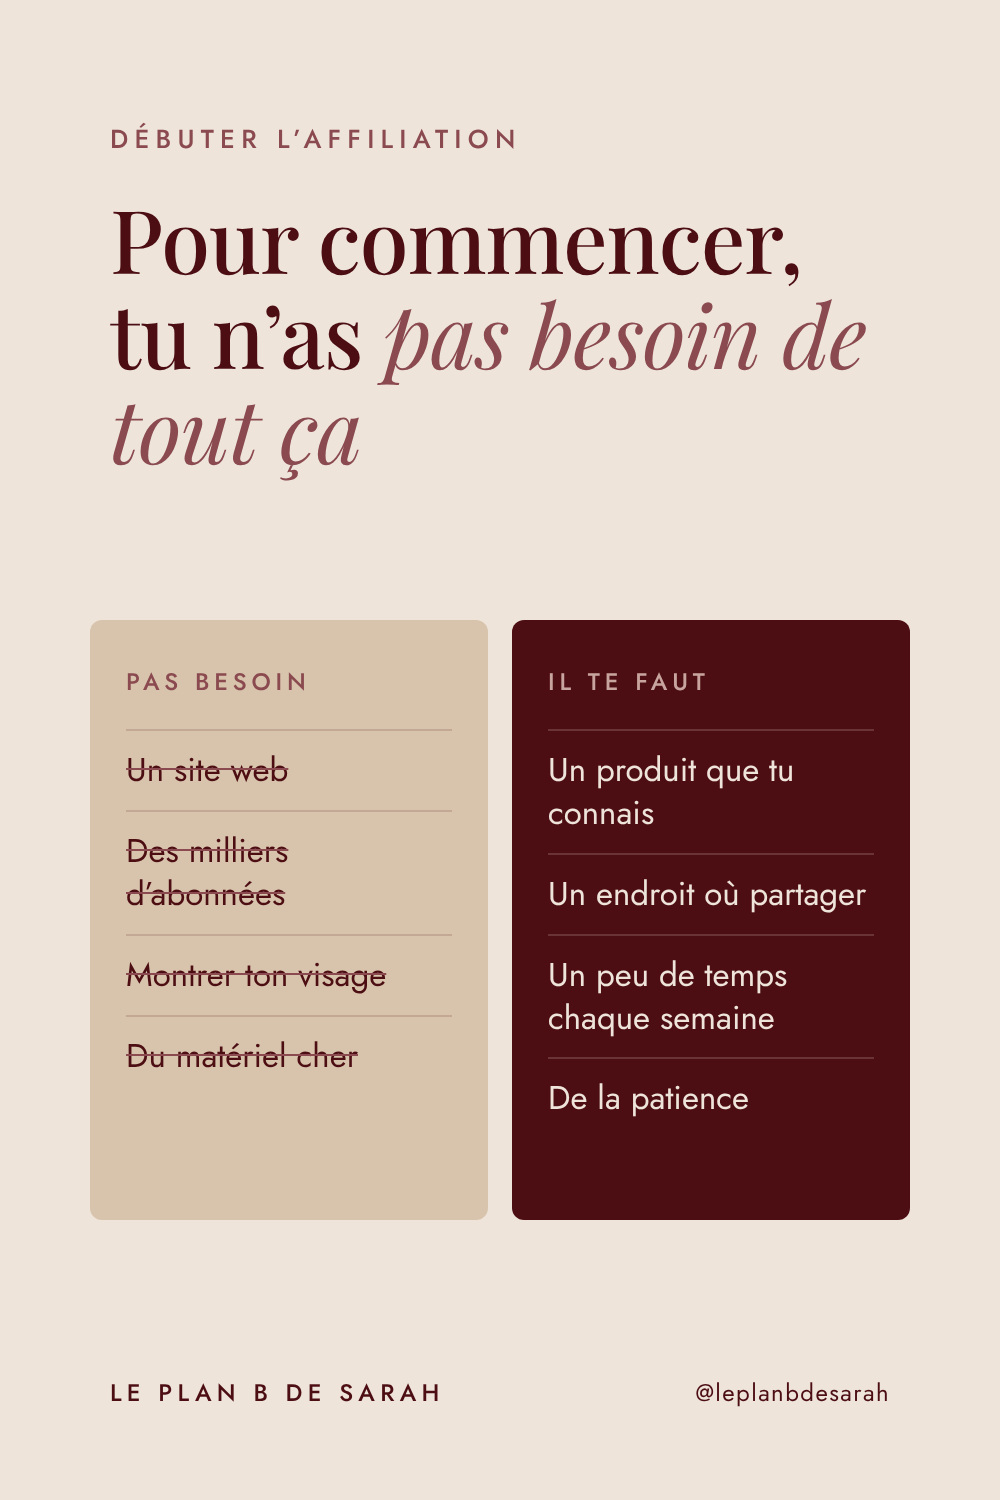 DÉBUTER L’AFFILIATION
Pour commencer,
tu n’as pas besoin de
tout ça
PAS BESOIN
Un site web
Des milliers
d’abonnées
Montrer ton visage
Du matériel cher
IL TE FAUT
Un produit que tu
connais
Un endroit où partager
Un peu de temps
chaque semaine
De la patience
LE PLAN B DE SARAH
@leplanbdesarah